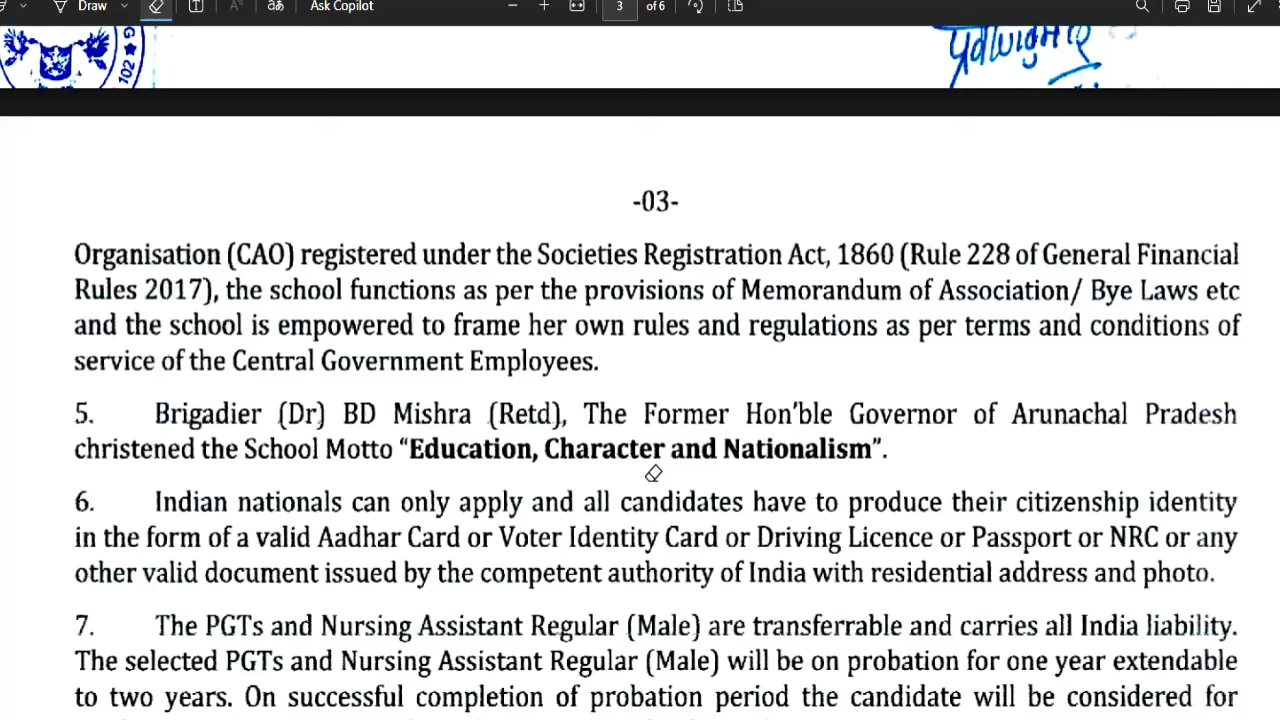 Draw
Ask Copilot
3 of 6
G ★ 102
-03-
Organisation (CAO) registered under the Societies Registration Act, 1860 (Rule 228 of General Financial
Rules 2017), the school functions as per the provisions of Memorandum of Association/ Bye Laws etc
and the school is empowered to frame her own rules and regulations as per terms and conditions of
service of the Central Government Employees.
5. Brigadier (Dr) BD Mishra (Retd), The Former Hon’ble Governor of Arunachal Pradesh
christened the School Motto “Education, Character and Nationalism”.
6. Indian nationals can only apply and all candidates have to produce their citizenship identity
in the form of a valid Aadhar Card or Voter Identity Card or Driving Licence or Passport or NRC or any
other valid document issued by the competent authority of India with residential address and photo.
7. The PGTs and Nursing Assistant Regular (Male) are transferrable and carries all India liability.
The selected PGTs and Nursing Assistant Regular (Male) will be on probation for one year extendable
to two years. On successful completion of probation period the candidate will be considered for